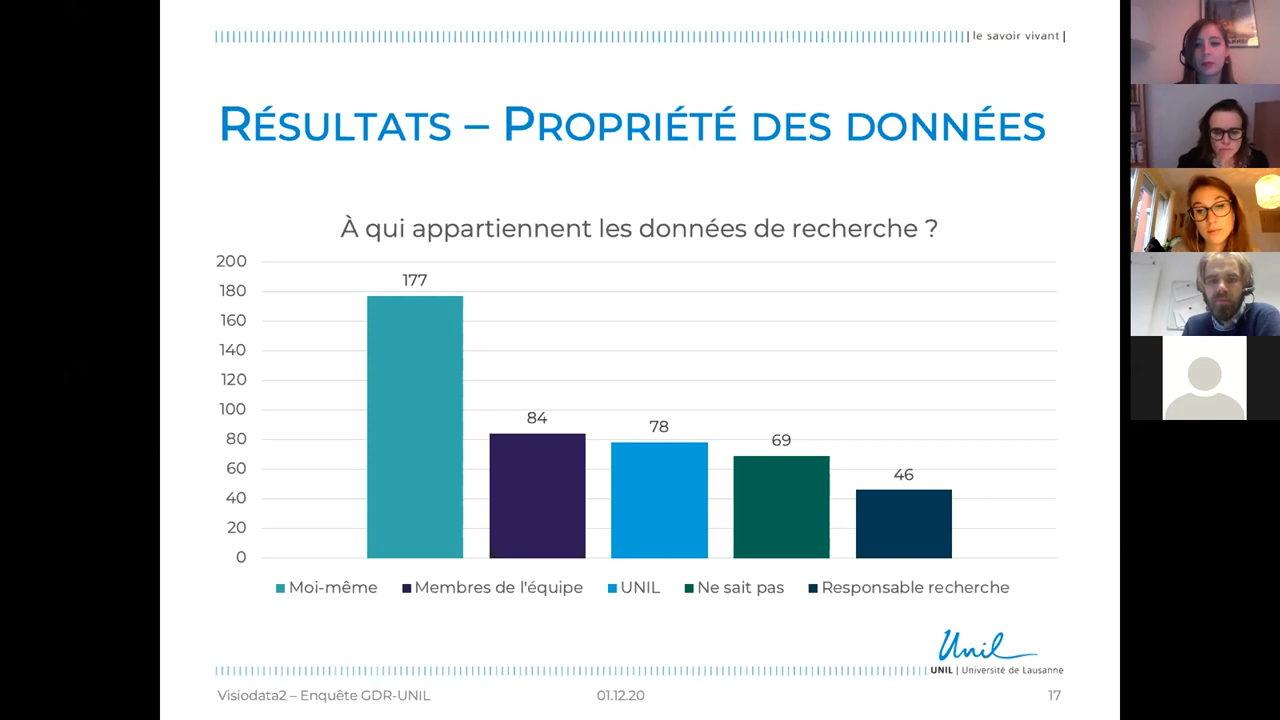 le savoir vivant
RÉSULTATS – PROPRIÉTÉ DES DONNÉES
À qui appartiennent les données de recherche ?
200
180
160
140
120
100
80
60
40
20
0
177
84
78
69
46
Moi-même Membres de l'équipe UNIL Ne sait pas Responsable recherche
Unil
UNIL | Université de Lausanne
Visiodata2 – Enquête GDR-UNIL 01.12.20 17